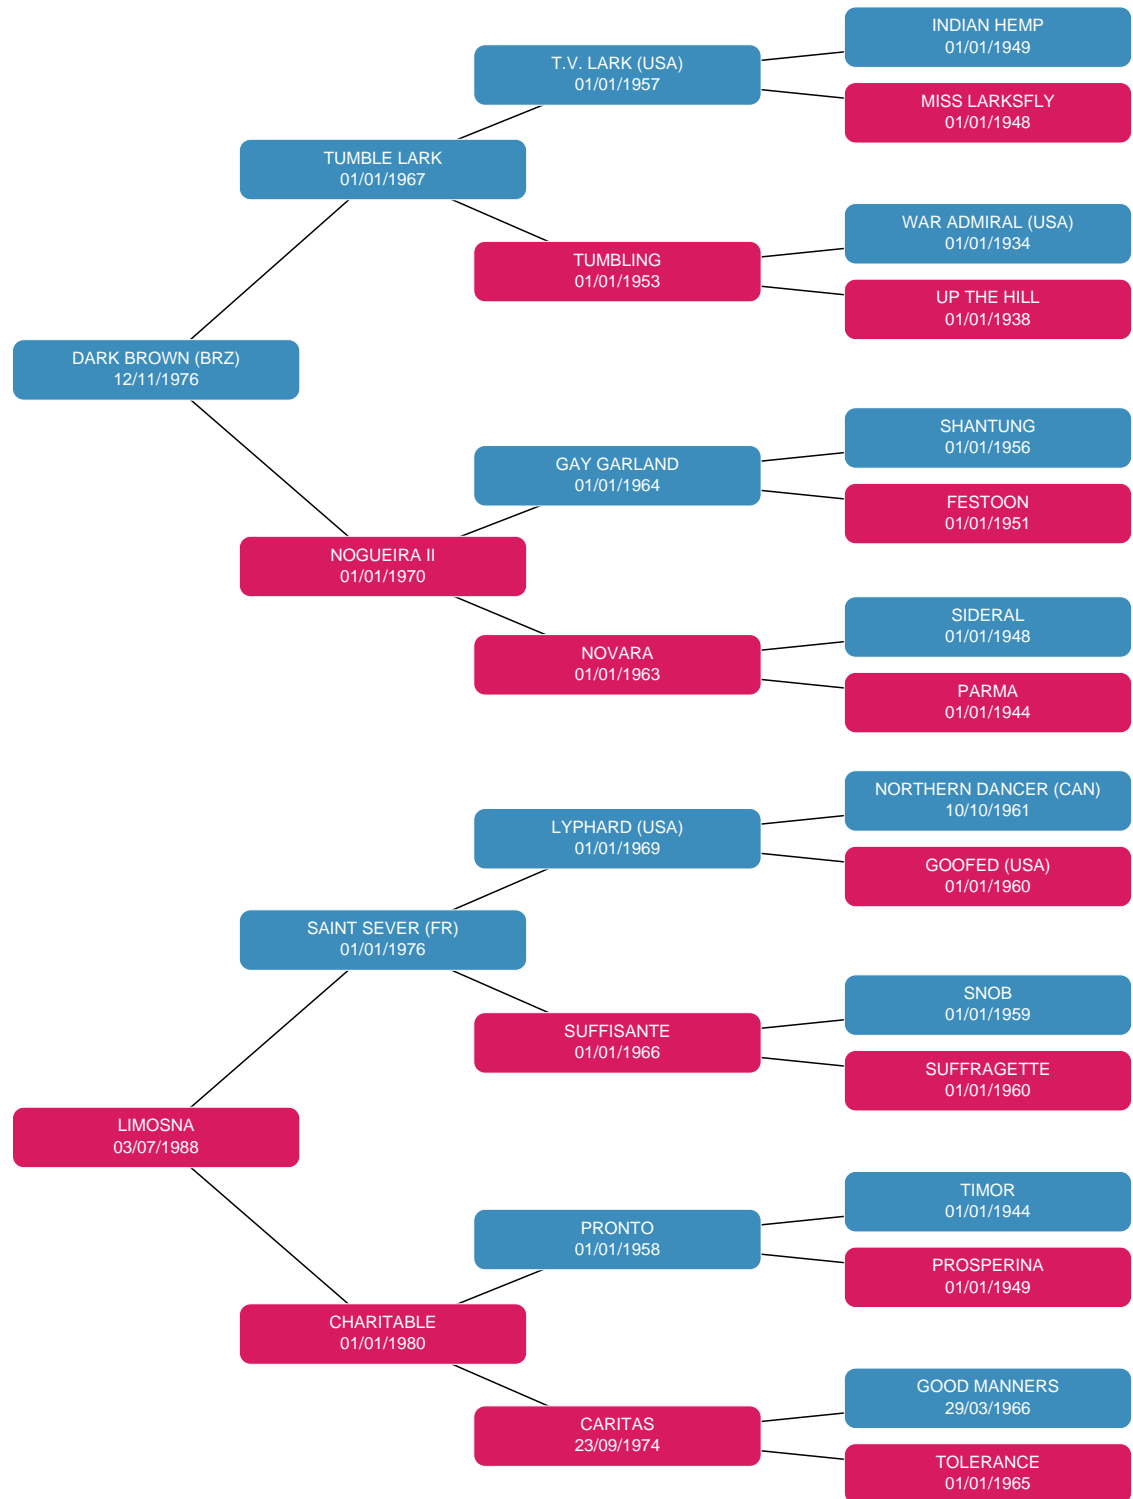 INDIAN HEMP
01/01/1949
T.V. LARK (USA)
01/01/1957
MISS LARKSFLY
01/01/1948
TUMBLE LARK
01/01/1967
WAR ADMIRAL (USA)
01/01/1934
TUMBLING
01/01/1953
UP THE HILL
01/01/1938
DARK BROWN (BRZ)
12/11/1976
SHANTUNG
01/01/1956
GAY GARLAND
01/01/1964
FESTOON
01/01/1951
NOGUEIRA II
01/01/1970
SIDERAL
01/01/1948
NOVARA
01/01/1963
PARMA
01/01/1944
NORTHERN DANCER (CAN)
10/10/1961
LYPHARD (USA)
01/01/1969
GOOFED (USA)
01/01/1960
SAINT SEVER (FR)
01/01/1976
SNOB
01/01/1959
SUFFISANTE
01/01/1966
SUFFRAGETTE
01/01/1960
LIMOSNA
03/07/1988
TIMOR
01/01/1944
PRONTO
01/01/1958
PROSPERINA
01/01/1949
CHARITABLE
01/01/1980
GOOD MANNERS
29/03/1966
CARITAS
23/09/1974
TOLERANCE
01/01/1965